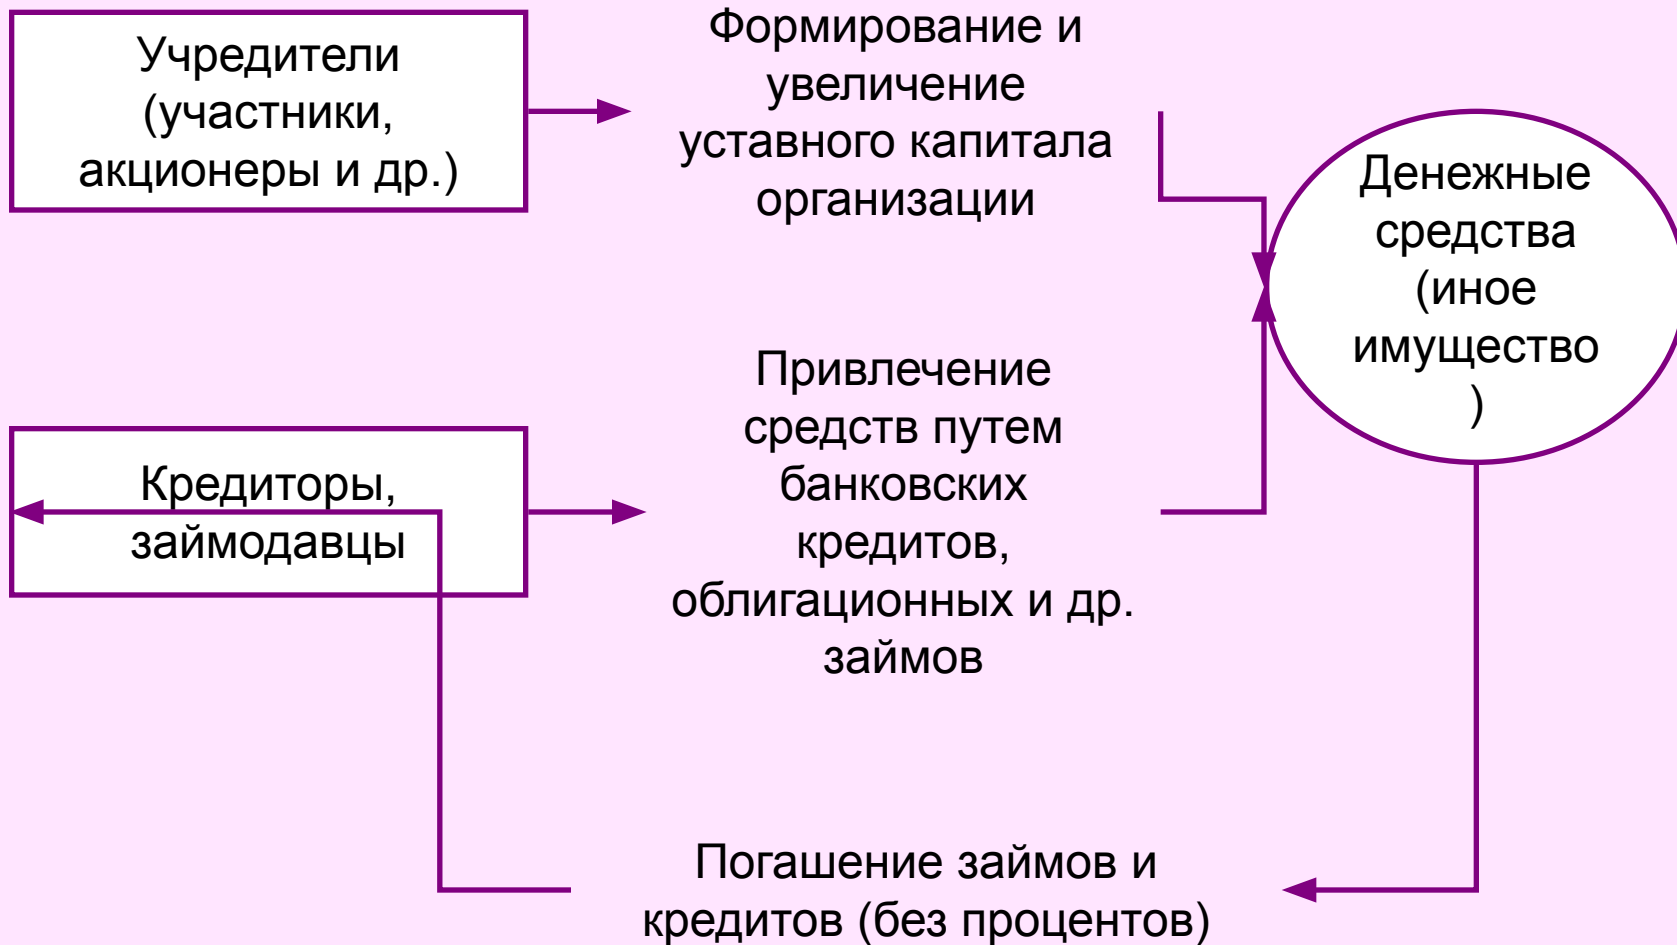 Учредители
(участники,
акционеры и др.)
Формирование и
увеличение
уставного капитала
организации
Денежные
средства
(иное
имущество
)
Кредиторы,
займодавцы
Привлечение
средств путем
банковских
кредитов,
облигационных и др.
займов
Погашение займов и
кредитов (без процентов)